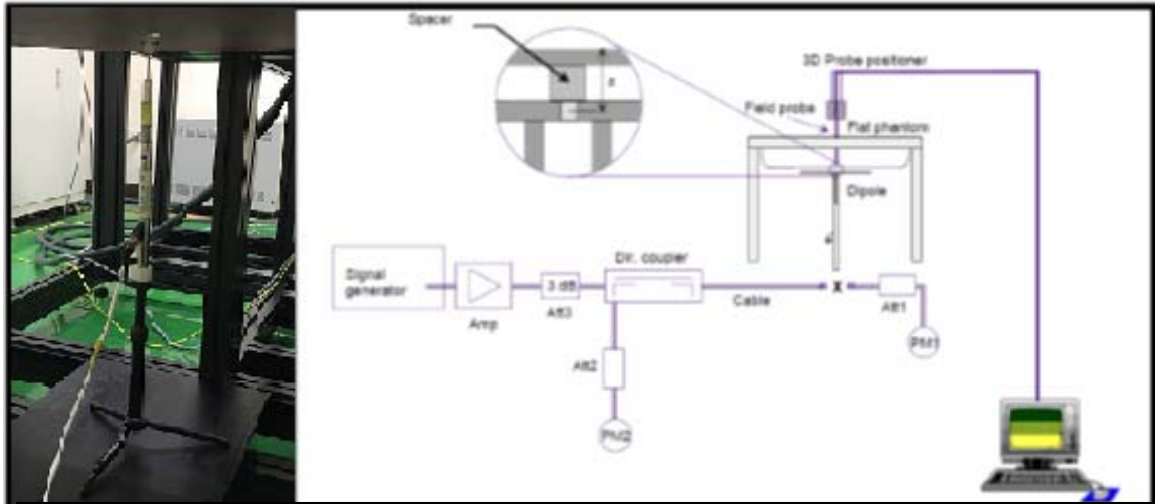 Spacer
s
3D Probe positioner
Field probe
Flat phantom
Dipole
Signal
generator
Amp
3 dB
Att3
Dir. coupler
Cable
X
Att1
PM1
Att2
PM2